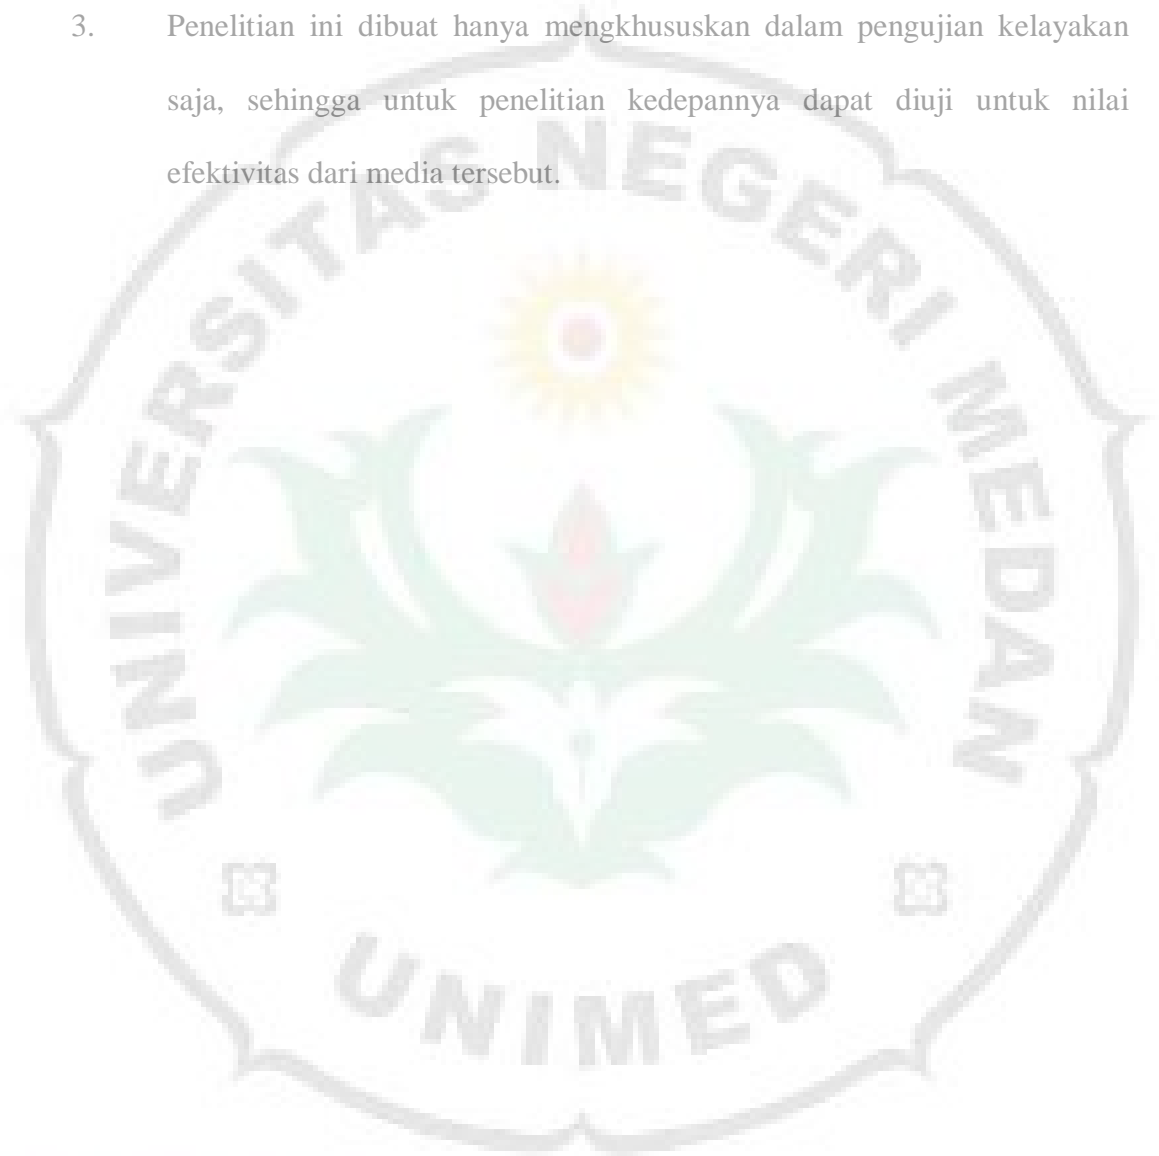 3. Penelitian ini dibuat hanya mengkhususkan dalam pengujian kelayakan
saja, sehingga untuk penelitian kedepannya dapat diuji untuk nilai
efektivitas dari media tersebut.
UNIVERSITAS NEGERI MEDAN
UNIMED